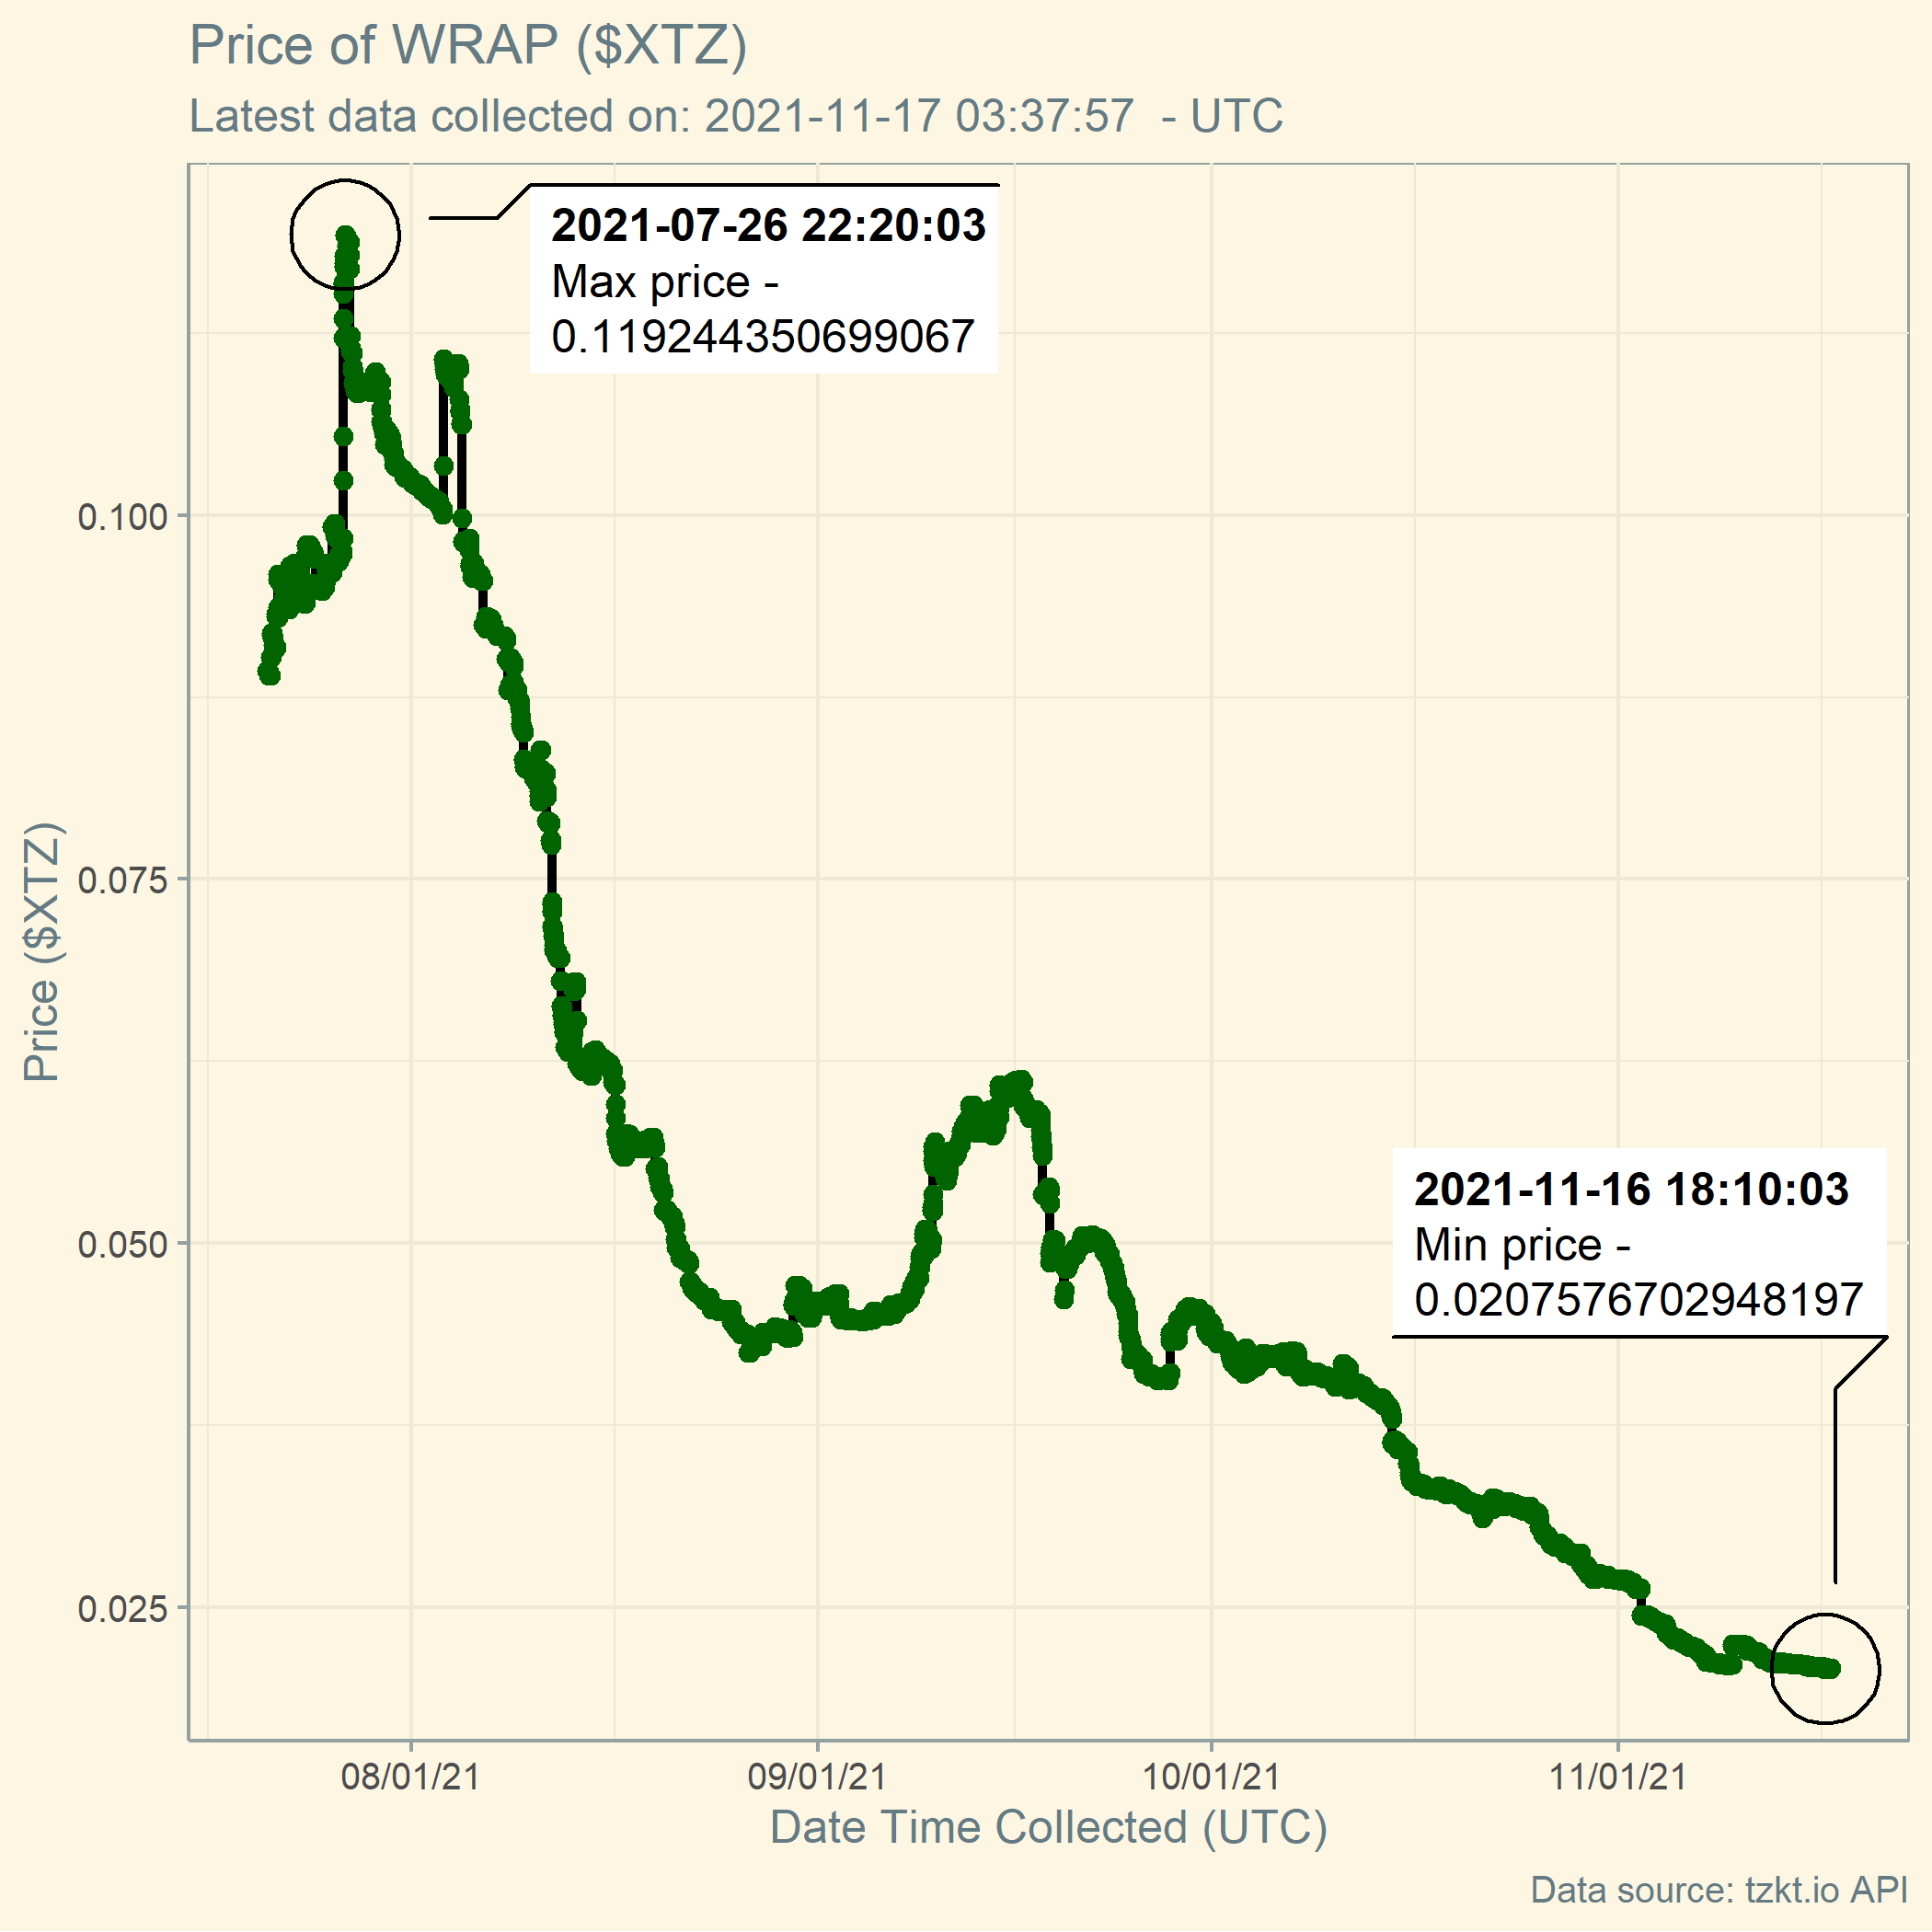 Price of WRAP ($XTZ)
Latest data collected on: 2021-11-17 03:37:57  - UTC
2021-07-26 22:20:03
Max price -
0.119244350699067
0.100
0.075
0.050
0.025
Price ($XTZ)
2021-11-16 18:10:03
Min price -
0.0207576702948197
08/01/21
09/01/21
10/01/21
11/01/21
Date Time Collected (UTC)
Data source: tzkt.io API